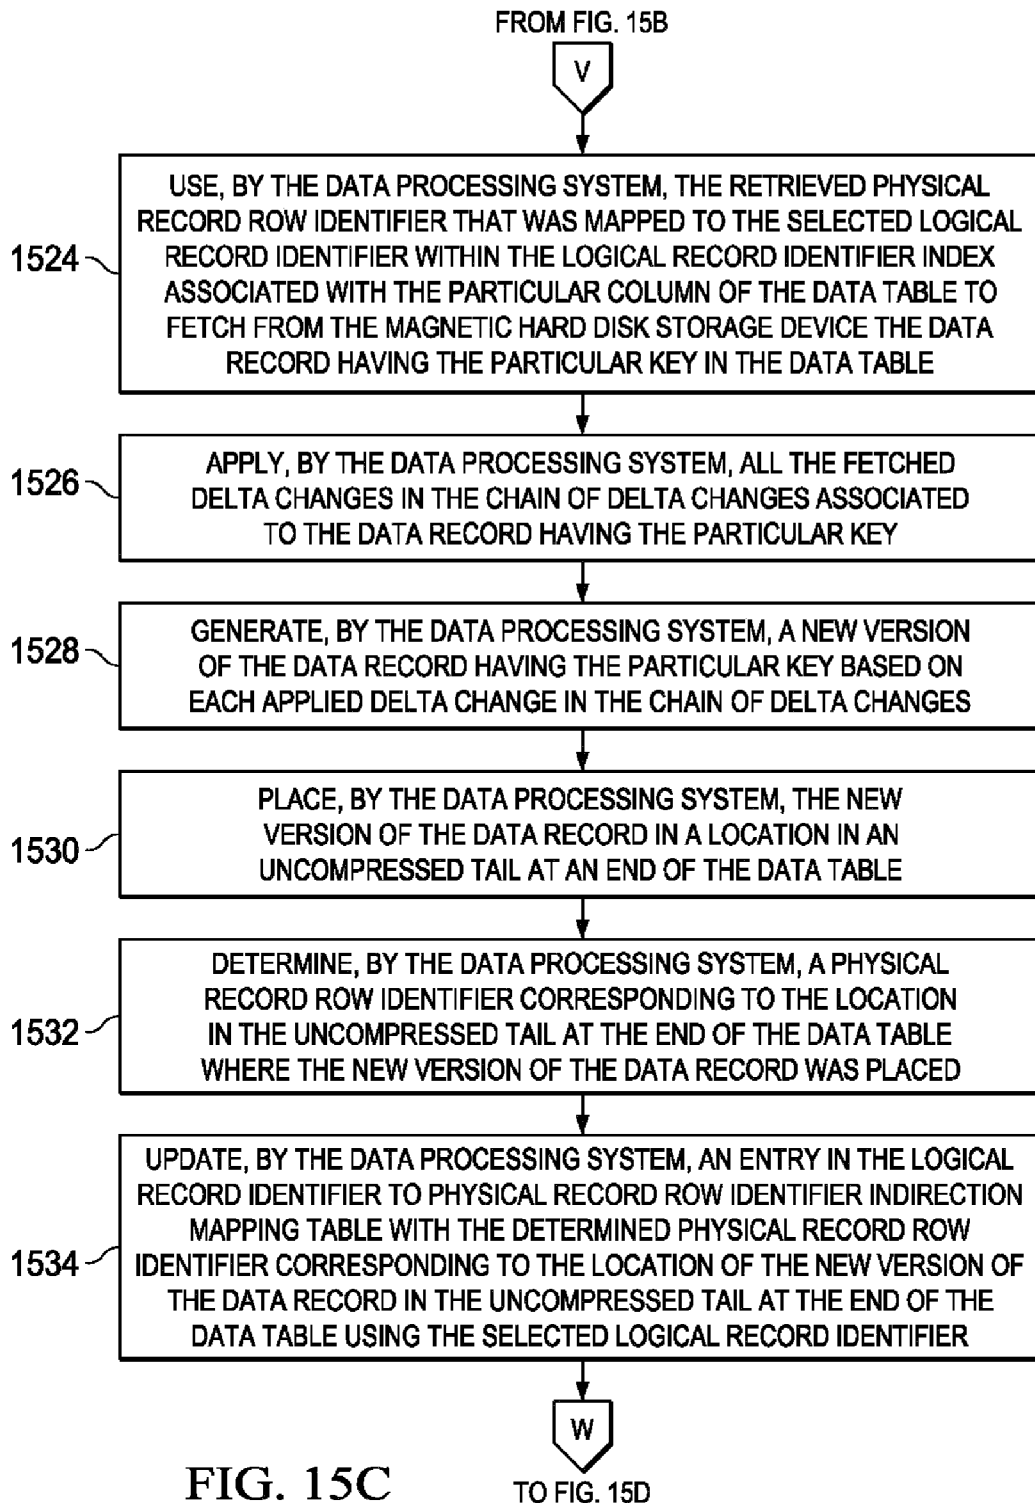 FROM FIG. 15B
V
1524
USE, BY THE DATA PROCESSING SYSTEM, THE RETRIEVED PHYSICAL
RECORD ROW IDENTIFIER THAT WAS MAPPED TO THE SELECTED LOGICAL
RECORD IDENTIFIER WITHIN THE LOGICAL RECORD IDENTIFIER INDEX
ASSOCIATED WITH THE PARTICULAR COLUMN OF THE DATA TABLE TO
FETCH FROM THE MAGNETIC HARD DISK STORAGE DEVICE THE DATA
RECORD HAVING THE PARTICULAR KEY IN THE DATA TABLE
1526
APPLY, BY THE DATA PROCESSING SYSTEM, ALL THE FETCHED
DELTA CHANGES IN THE CHAIN OF DELTA CHANGES ASSOCIATED
TO THE DATA RECORD HAVING THE PARTICULAR KEY
1528
GENERATE, BY THE DATA PROCESSING SYSTEM, A NEW VERSION
OF THE DATA RECORD HAVING THE PARTICULAR KEY BASED ON
EACH APPLIED DELTA CHANGE IN THE CHAIN OF DELTA CHANGES
1530
PLACE, BY THE DATA PROCESSING SYSTEM, THE NEW
VERSION OF THE DATA RECORD IN A LOCATION IN AN
UNCOMPRESSED TAIL AT AN END OF THE DATA TABLE
1532
DETERMINE, BY THE DATA PROCESSING SYSTEM, A PHYSICAL
RECORD ROW IDENTIFIER CORRESPONDING TO THE LOCATION
IN THE UNCOMPRESSED TAIL AT THE END OF THE DATA TABLE
WHERE THE NEW VERSION OF THE DATA RECORD WAS PLACED
1534
UPDATE, BY THE DATA PROCESSING SYSTEM, AN ENTRY IN THE LOGICAL
RECORD IDENTIFIER TO PHYSICAL RECORD ROW IDENTIFIER INDIRECTION
MAPPING TABLE WITH THE DETERMINED PHYSICAL RECORD ROW
IDENTIFIER CORRESPONDING TO THE LOCATION OF THE NEW VERSION OF
THE DATA RECORD IN THE UNCOMPRESSED TAIL AT THE END OF THE
DATA TABLE USING THE SELECTED LOGICAL RECORD IDENTIFIER
W
TO FIG. 15D
FIG. 15C